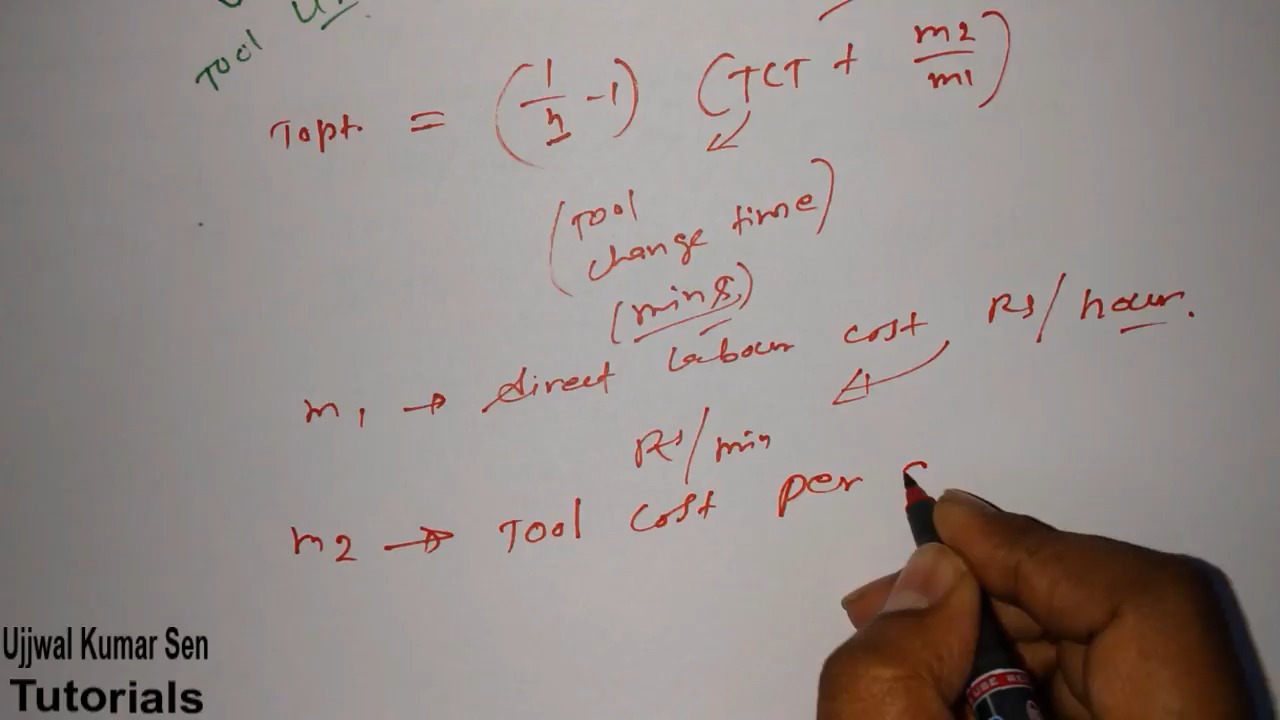 Tool
Topt. = (1/n - 1) (TCT + m2/m1)
(Tool
change time)
(mins.)
m1 → direct labour cost Rs/hour.
Rs/min
m2 → Tool cost per
Ujjwal Kumar Sen
Tutorials